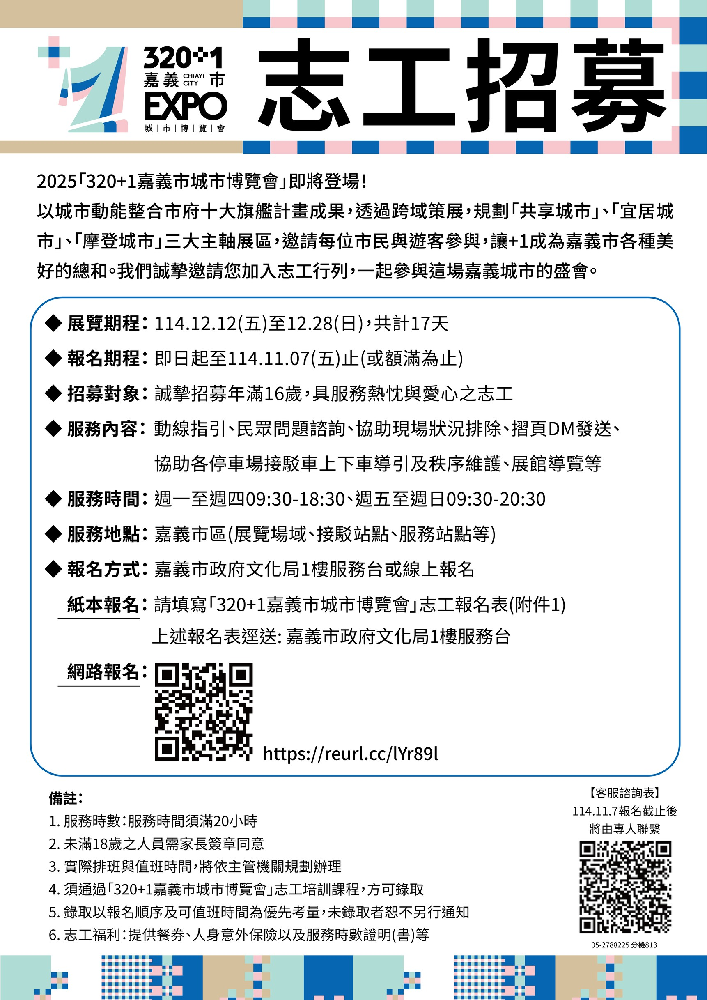 320+1
嘉義 CHiAYi CiTY 市
EXPO
城|市|博|覽|會
志工招募
2025「320+1嘉義市城市博覽會」即將登場！
以城市動能整合市府十大旗艦計畫成果，透過跨域策展，規劃「共享城市」、「宜居城
市」、「摩登城市」三大主軸展區，邀請每位市民與遊客參與，讓+1成為嘉義市各種美
好的總和。我們誠摯邀請您加入志工行列，一起參與這場嘉義城市的盛會。
◆ 展覽期程：114.12.12(五)至12.28(日)，共計17天
◆ 報名期程：即日起至114.11.07(五)止(或額滿為止)
◆ 招募對象：誠摯招募年滿16歲，具服務熱忱與愛心之志工
◆ 服務內容：動線指引、民眾問題諮詢、協助現場狀況排除、摺頁DM發送、
協助各停車場接駁車上下車導引及秩序維護、展館導覽等
◆ 服務時間：週一至週四09:30-18:30、週五至週日09:30-20:30
◆ 服務地點：嘉義市區(展覽場域、接駁站點、服務站點等)
◆ 報名方式：嘉義市政府文化局1樓服務台或線上報名
紙本報名：請填寫「320+1嘉義市城市博覽會」志工報名表(附件1)
上述報名表逕送: 嘉義市政府文化局1樓服務台
網路報名：
https://reurl.cc/lYr89l
備註：
1. 服務時數：服務時間須滿20小時
2. 未滿18歲之人員需家長簽章同意
3. 實際排班與值班時間，將依主管機關規劃辦理
4. 須通過「320+1嘉義市城市博覽會」志工培訓課程，方可錄取
5. 錄取以報名順序及可值班時間為優先考量，未錄取者恕不另行通知
6. 志工福利：提供餐券、人身意外保險以及服務時數證明(書)等
【客服諮詢表】
114.11.7報名截止後
將由專人聯繫
05-2788225 分機813